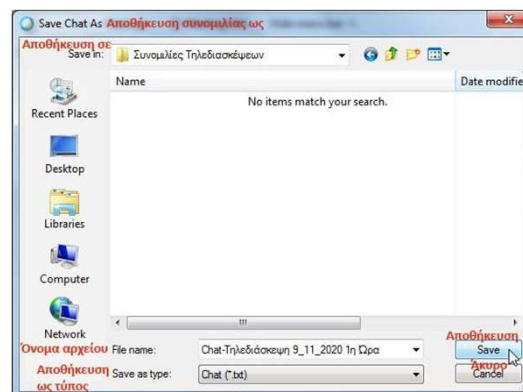 Save Chat As Αποθήκευση συνομιλίας ως
Αποθήκευση σε
Save in: Συνομιλίες Τηλεδιασκέψεων
Name Date modifie
No items match your search.
Recent Places
Desktop
Libraries
Computer
Network
Αποθήκευση
Όνομα αρχείου File name: Chat-Τηλεδιάσκεψη 9_11_2020 1η Ώρα Save
Άκυρο
Αποθήκευση ως τύπος Save as type: Chat (*.txt) Cancel